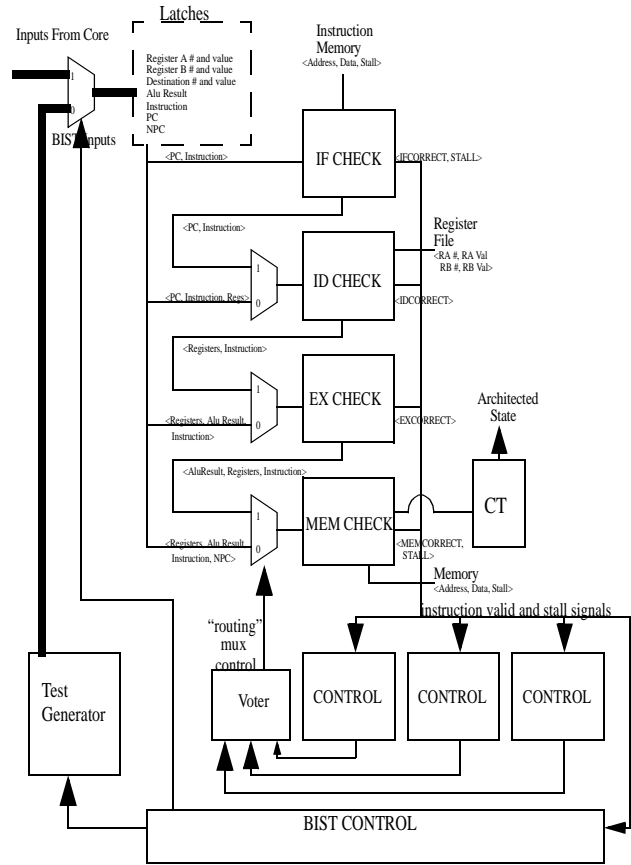 Latches
Inputs From Core
Instruction
Memory
<Address, Data, Stall>
Register A # and value
Register B # and value
Destination # and value
Alu Result
Instruction
PC
NPC
1
0
BIST Inputs
<PC, Instruction>
IF CHECK
<IFCORRECT, STALL>
<PC, Instruction>
Register
File
<RA #, RA Val
RB #, RB Val>
1
ID CHECK
<PC, Instruction, Regs>
0
<IDCORRECT>
<Registers, Instruction>
1
EX CHECK
Architected
State
<Registers, Alu Result,
Instruction>
0
<EXCORRECT>
<AluResult, Registers, Instruction>
1
MEM CHECK
CT
<Registers, Alu Result
Instruction, NPC>
0
<MEMCORRECT,
STALL>
Memory
<Address, Data, Stall>
instruction valid and stall signals
“routing”
mux
control
Test
Generator
Voter
CONTROL
CONTROL
CONTROL
BIST CONTROL